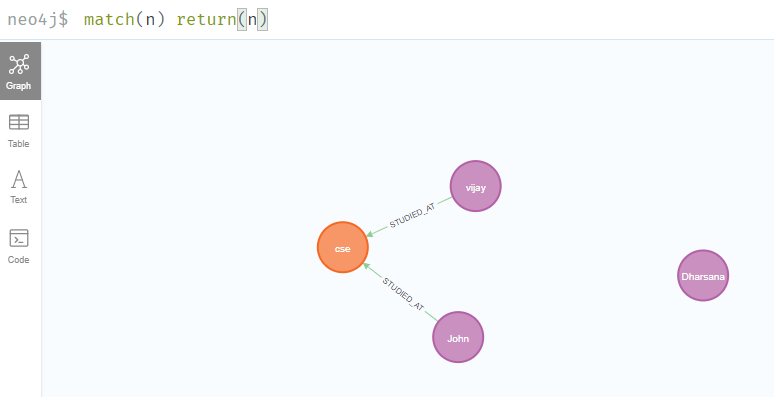 neo4j$ match(n) return(n)
Graph
Table
Text
Code
vijay
STUDIED_AT
cse
Dharsana
STUDIED_AT
John